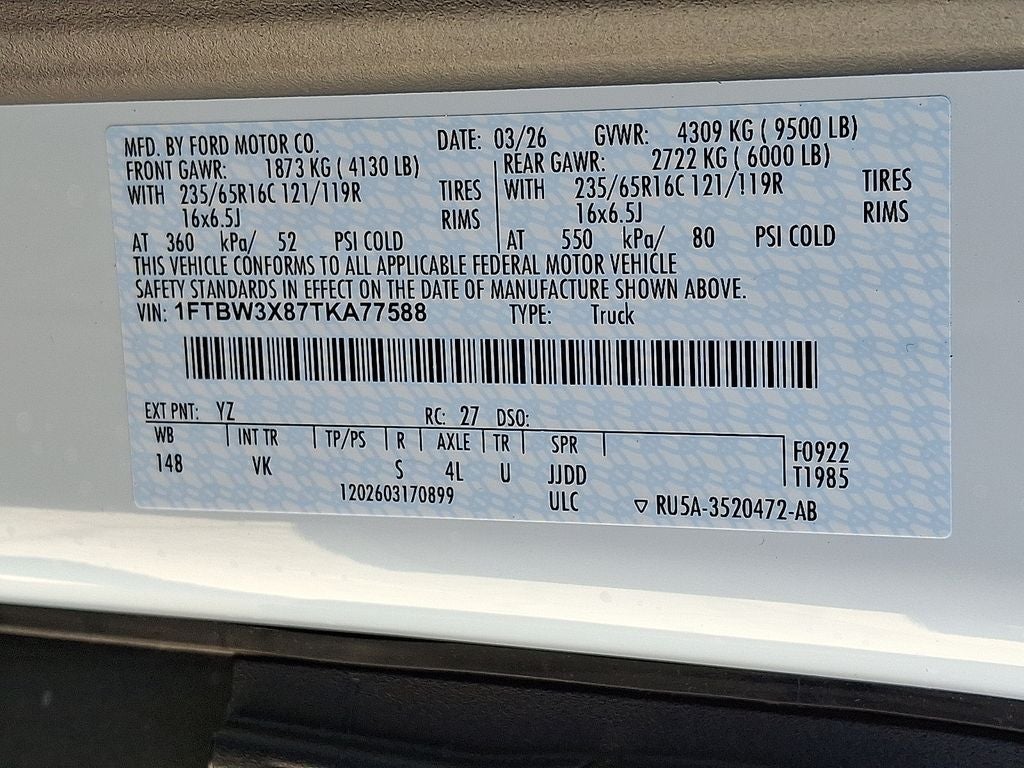 MFD. BY FORD MOTOR CO. DATE: 03/26 GVWR: 4309 KG ( 9500 LB)
FRONT GAWR: 1873 KG ( 4130 LB) REAR GAWR: 2722 KG ( 6000 LB)
WITH 235/65R16C 121/119R TIRES WITH 235/65R16C 121/119R TIRES
16x6.5J RIMS 16x6.5J RIMS
AT 360 kPa/ 52 PSI COLD AT 550 kPa/ 80 PSI COLD
THIS VEHICLE CONFORMS TO ALL APPLICABLE FEDERAL MOTOR VEHICLE
SAFETY STANDARDS IN EFFECT ON THE DATE OF MANUFACTURE SHOWN ABOVE.
VIN: 1FTBW3X87TKA77588 TYPE: Truck
EXT PNT: YZ RC: 27 DSO:
WB INT TR TP/PS R AXLE TR SPR F0922
148 VK S 4L U JJDD T1985
1202603170899 ULC ▽ RU5A-3520472-AB